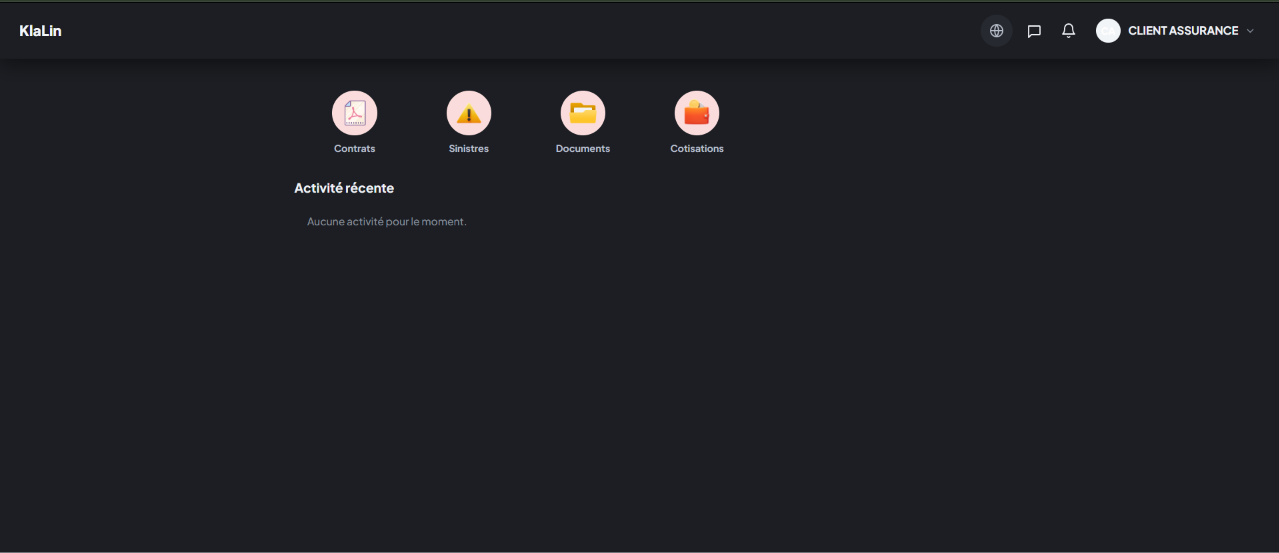 KlaLin
CLIENT ASSURANCE
Contrats
Sinistres
Documents
Cotisations
Activité récente
Aucune activité pour le moment.